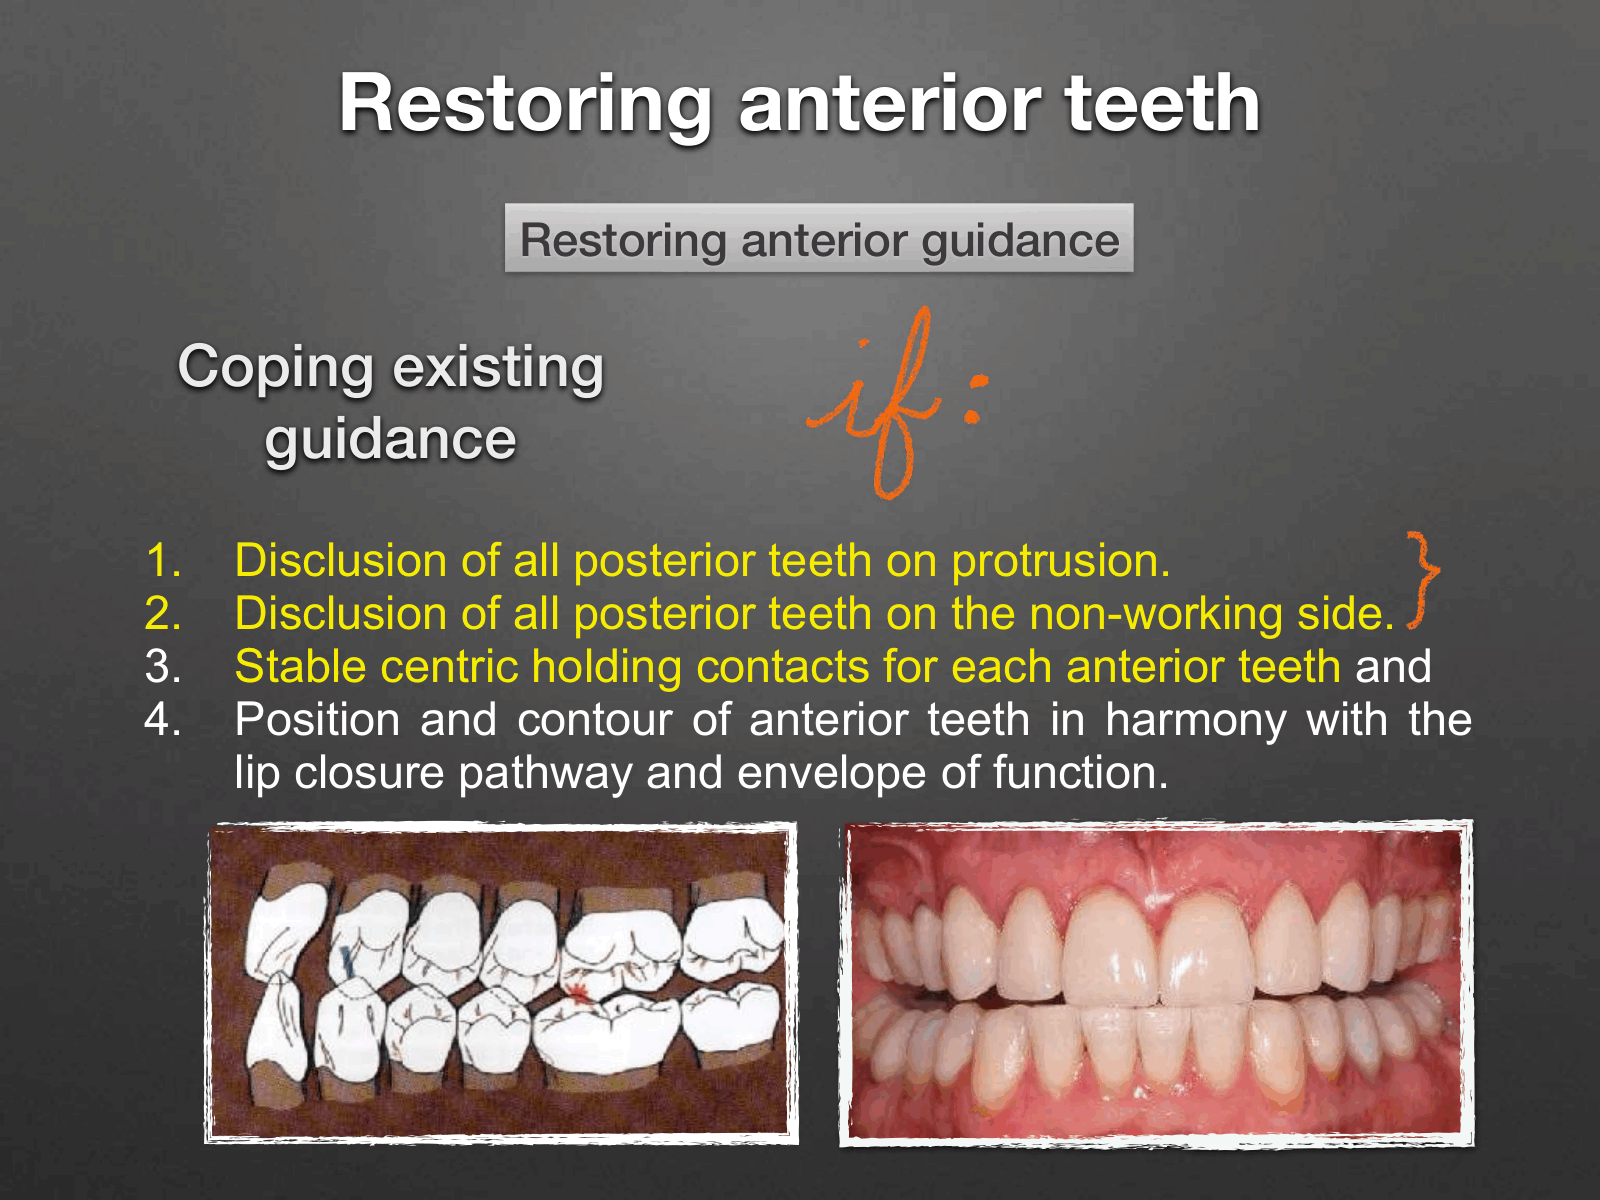 Restoring anterior teeth
Restoring anterior guidance
Coping existing
guidance
if:
1. Disclusion of all posterior teeth on protrusion.
2. Disclusion of all posterior teeth on the non-working side. }
3. Stable centric holding contacts for each anterior teeth and
4. Position and contour of anterior teeth in harmony with the
lip closure pathway and envelope of function.